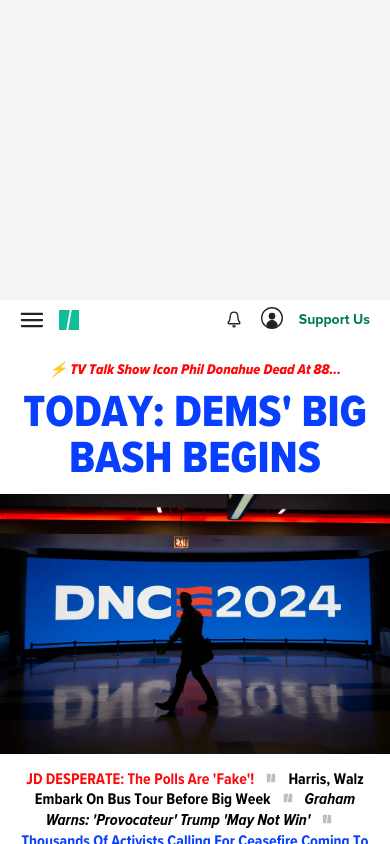 Support Us
⚡ TV Talk Show Icon Phil Donahue Dead At 88...
TODAY: DEMS' BIG
BASH BEGINS
EXIT
DNC 2024
JD DESPERATE: The Polls Are 'Fake'! // Harris, Walz
Embark On Bus Tour Before Big Week // Graham
Warns: 'Provocateur' Trump 'May Not Win' //
Thousands Of Activists Calling For Ceasefire Coming To